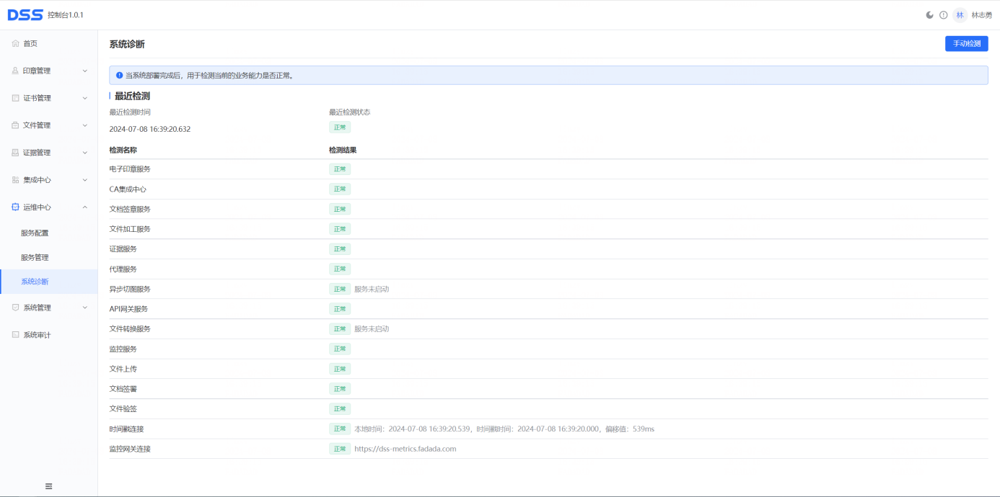 DSS 控制台1.0.1
林 林志勇
首页
印章管理
证书管理
文件管理
证据管理
集成中心
运维中心
服务配置
服务管理
系统诊断
系统管理
系统审计
系统诊断 手动检测
当系统部署完成后，用于检测当前的业务能力是否正常。
最近检测
最近检测时间 最近检测状态
2024-07-08 16:39:20.632 正常
检测名称 检测结果
电子印章服务 正常
CA集成中心 正常
文档签章服务 正常
文件加工服务 正常
证据服务 正常
代理服务 正常
异步切图服务 正常 服务未启动
API网关服务 正常
文件转换服务 正常 服务未启动
监控服务 正常
文件上传 正常
文档签署 正常
文件验签 正常
时间戳连接 正常 本地时间：2024-07-08 16:39:20.539，时间戳时间：2024-07-08 16:39:20.000，偏移值：539ms
监控网关连接 正常 https://dss-metrics.fadada.com